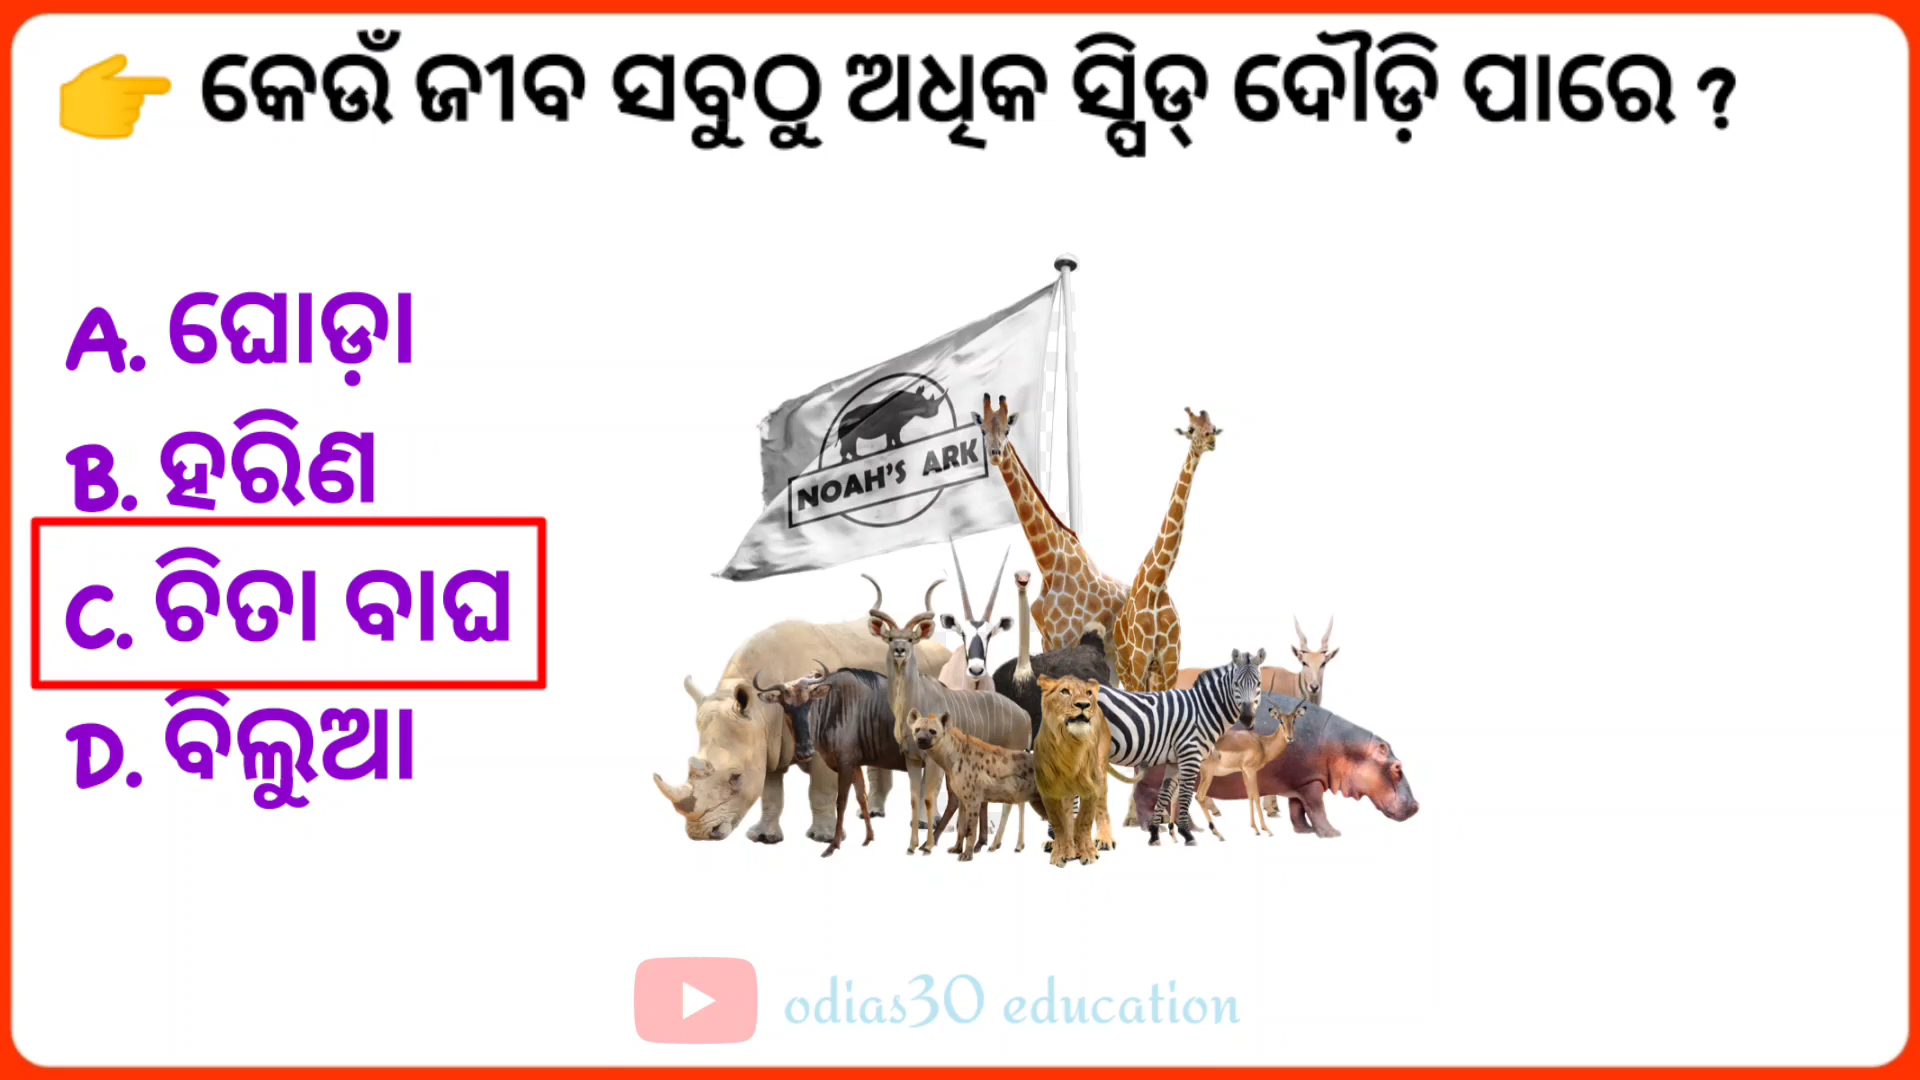 👉 କେଉଁ ଜୀବ ସବୁଠୁ ଅଧିକ ସ୍ପିଡ୍ ଦୌଡ଼ି ପାରେ ?
A. ଘୋଡ଼ା
B. ହରିଣ
C. ଚିତା ବାଘ
D. ବିଲୁଆ
NOAH'S ARK
odias30 education